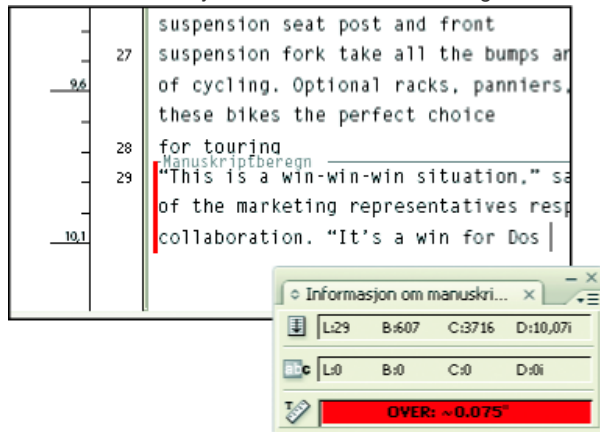 suspension seat post and front
27 suspension fork take all the bumps an
9,6 of cycling. Optional racks, panniers,
these bikes the perfect choice
28 for touring
Manuskriptberegn
29 “This is a win-win-win situation,” sa
of the marketing representatives resp
10,1 collaboration. “It’s a win for Dos
Informasjon om manuskri...
L:29 B:607 C:3716 D:10,07i
abc L:0 B:0 C:0 D:0i
OVER: ~0.075"